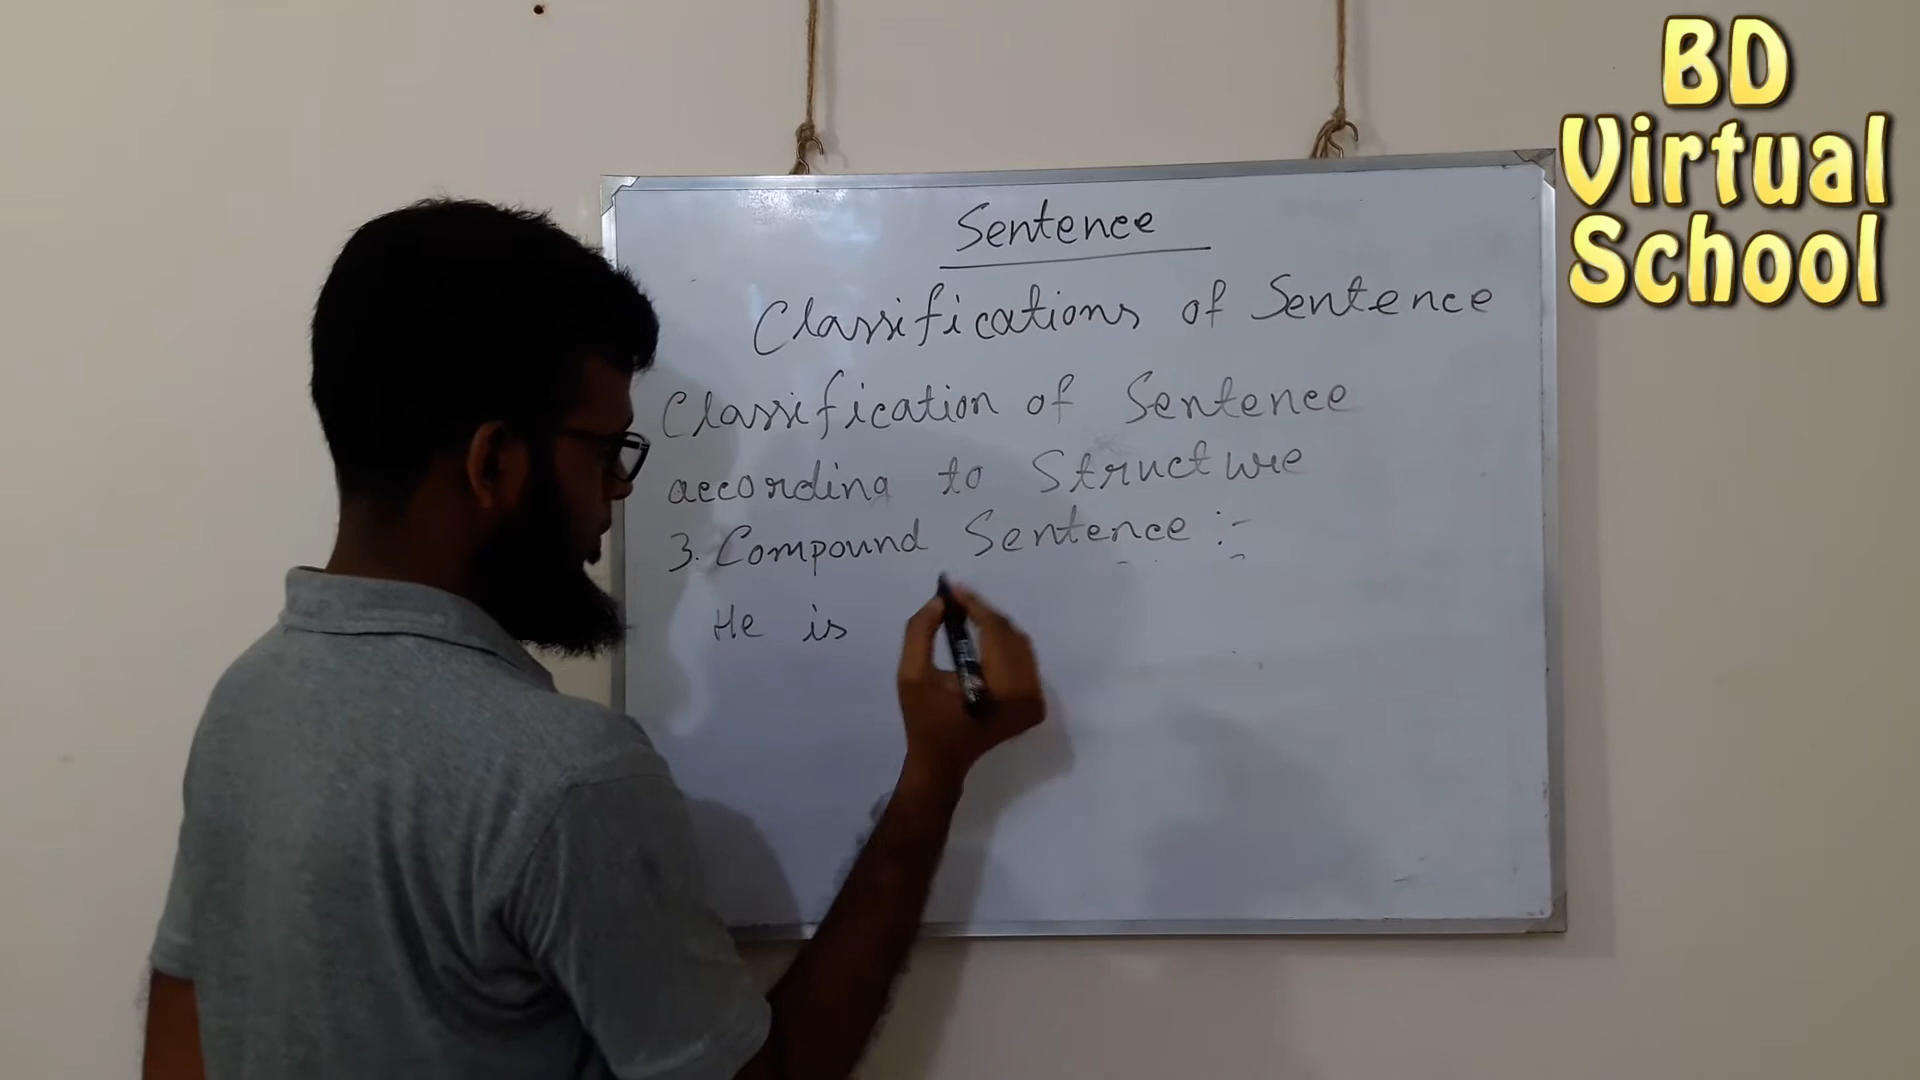 BD
Virtual
School
Sentence
Classifications of Sentence
Classification of Sentence
according to Structure
3. Compound Sentence :-
He is